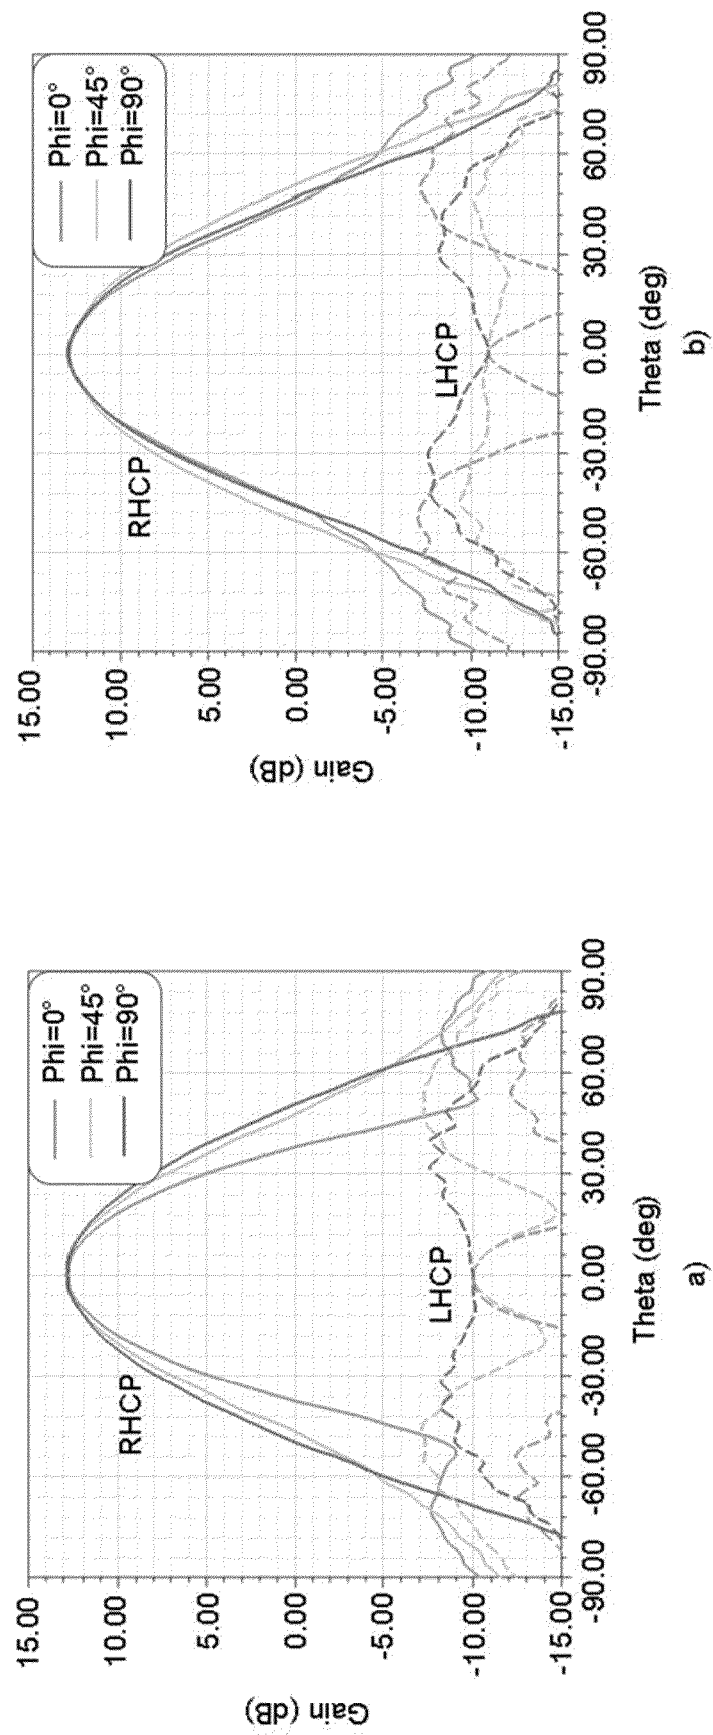 15.00
10.00
5.00
0.00
-5.00
-10.00
-15.00
Gain (dB)
Phi=0°
Phi=45°
Phi=90°
RHCP
LHCP
-90.00 -60.00 -30.00 0.00 30.00 60.00 90.00
Theta (deg)
a)
15.00
10.00
5.00
0.00
-5.00
-10.00
-15.00
Gain (dB)
Phi=0°
Phi=45°
Phi=90°
RHCP
LHCP
-90.00 -60.00 -30.00 0.00 30.00 60.00 90.00
Theta (deg)
b)